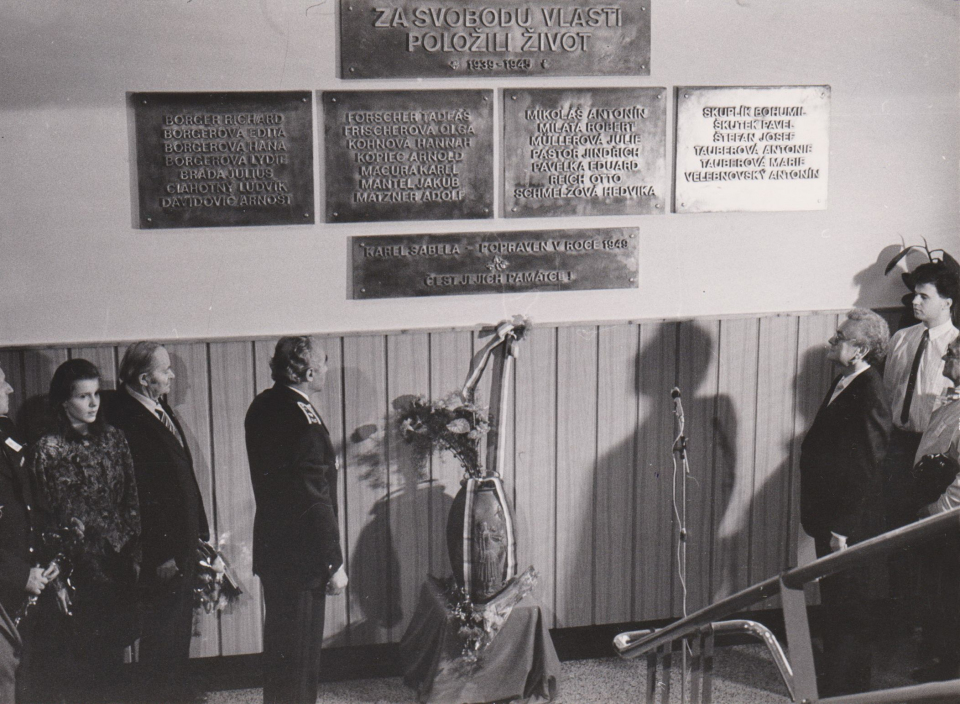 ZA SVOBODU VLASTI
POLOŽILI ŽIVOT
1939-1945
BORGER RICHARD
BORGEROVÁ EDITA
BORGEROVÁ HANA
BORGEROVÁ LYDIE
BRÁDA JULIUS
CIAHOTNÝ LUDVÍK
DAVIDOVIČ ARNOŠT
FORSCHER TADEÁŠ
FRISCHEROVÁ OLGA
KOHNOVÁ HANNAH
KOPIEC ARNOLD
MACURA KAREL
MANTEL JAKUB
MATZNER ADOLF
MIKOLÁŠ ANTONÍN
MILATA ROBERT
MÜLLEROVÁ JULIE
PASTOR JINDŘICH
PAVELKA EDUARD
REICH OTTO
SCHMELZOVÁ HEDVIKA
SKUPLÍK BOHUMIL
ŠKUTEK PAVEL
ŠTEFAN JOSEF
TAUBEROVÁ ANTONIE
TAUBEROVÁ MARIE
VELEBNOVSKÝ ANTONÍN
KAREL SABELA - POPRAVEN V ROCE 1949
ČEST JEJICH PAMÁTCE !